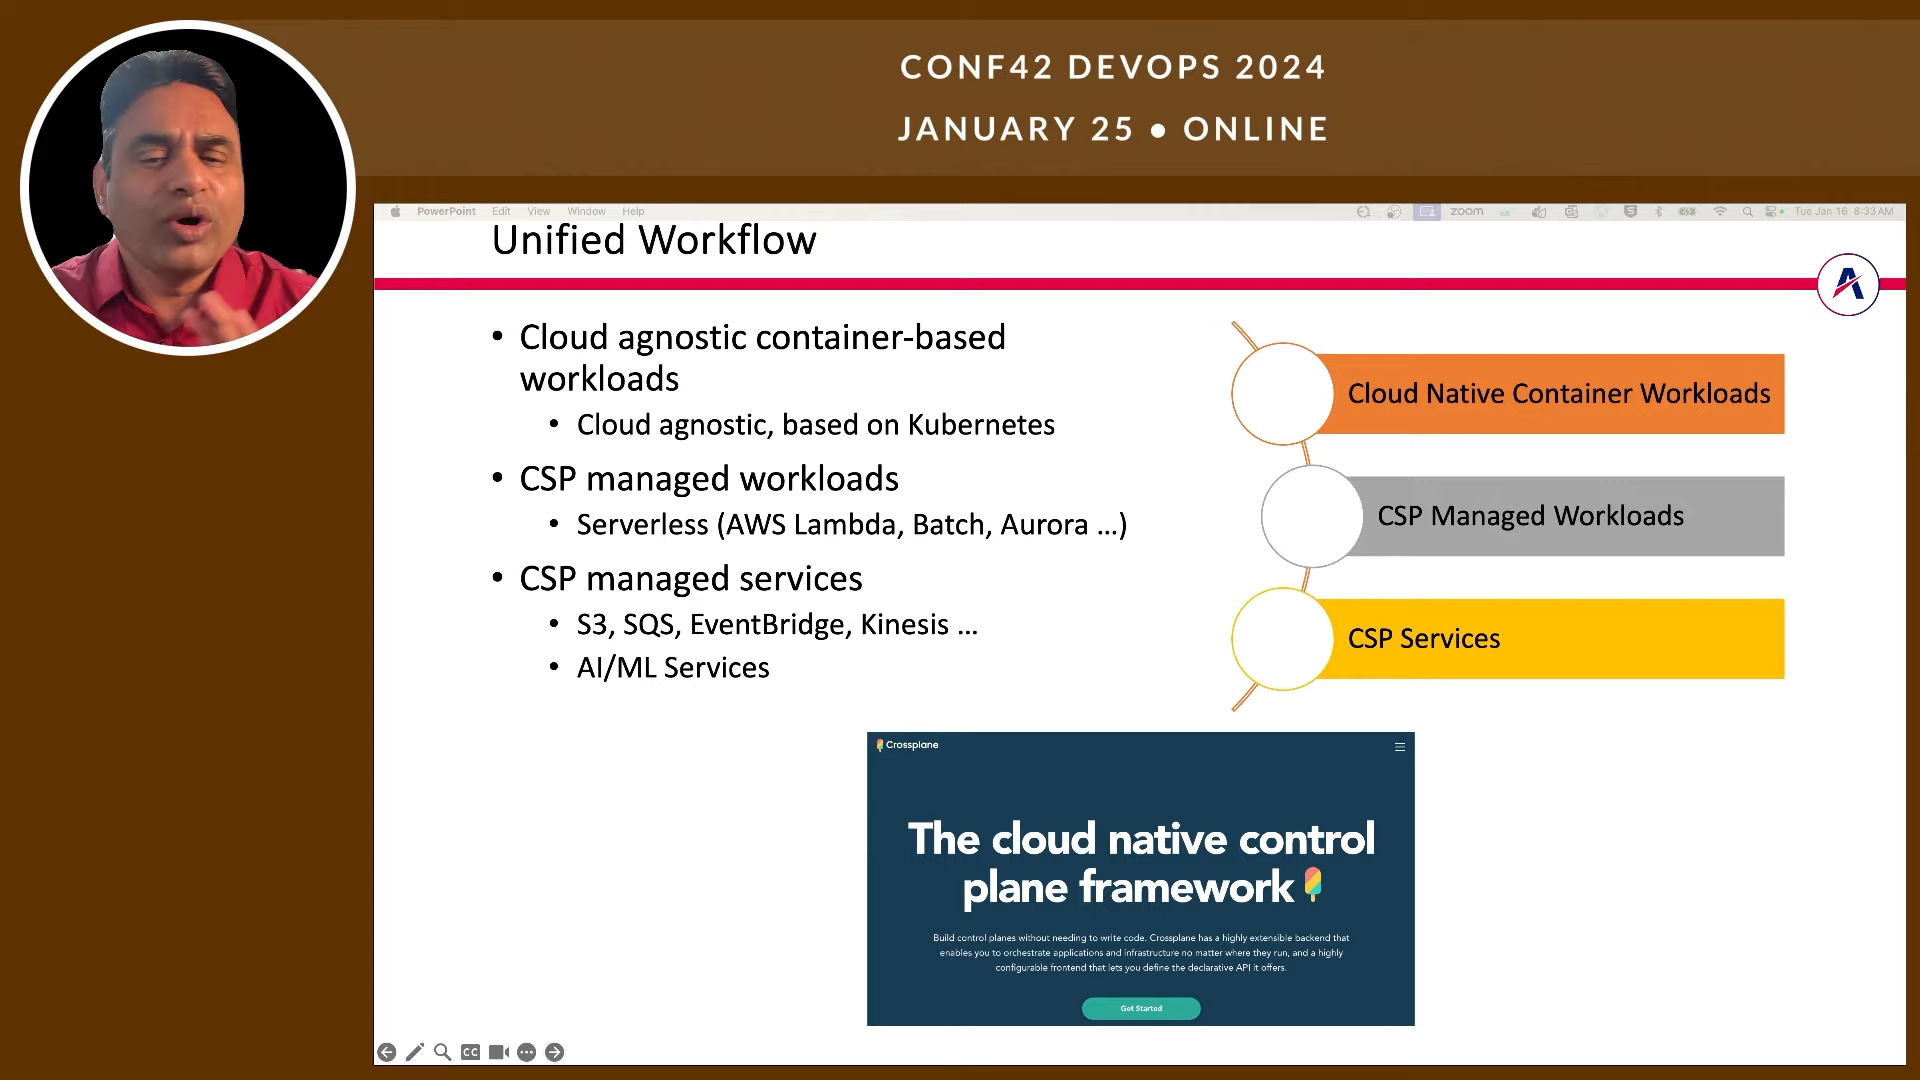 CONF42 DEVOPS 2024
JANUARY 25 • ONLINE
PowerPoint Edit View Window Help
zoom
Tue Jan 16 8:33 AM
Unified Workflow
• Cloud agnostic container-based
workloads
• Cloud agnostic, based on Kubernetes
• CSP managed workloads
• Serverless (AWS Lambda, Batch, Aurora ...)
• CSP managed services
• S3, SQS, EventBridge, Kinesis ...
• AI/ML Services
Cloud Native Container Workloads
CSP Managed Workloads
CSP Services
Crossplane
The cloud native control
plane framework
Build control planes without needing to write code. Crossplane has a highly extensible backend that
enables you to orchestrate applications and infrastructure no matter where they run, and a highly
configurable frontend that lets you define the declarative API it offers.
Get Started
CC